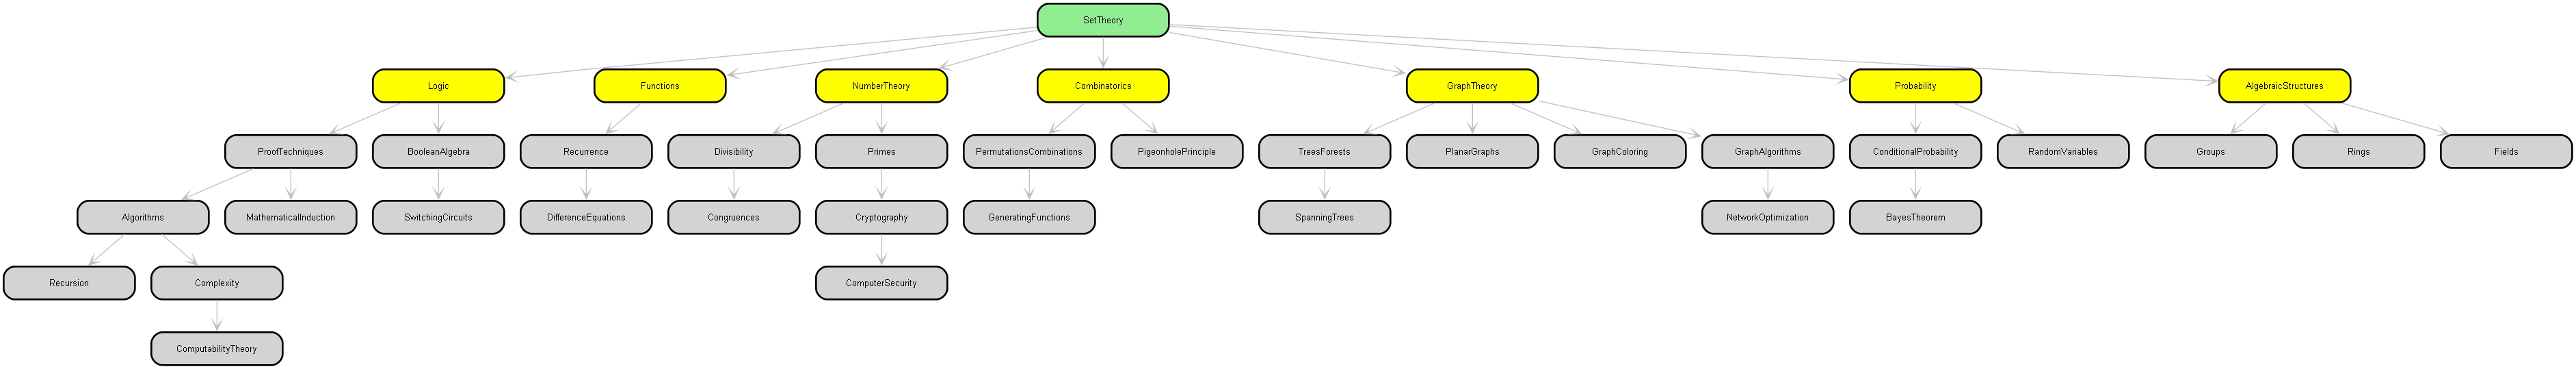 SetTheory
Logic
Functions
NumberTheory
Combinatorics
GraphTheory
Probability
AlgebraicStructures
ProofTechniques
BooleanAlgebra
Recurrence
Divisibility
Primes
PermutationsCombinations
PigeonholePrinciple
TreesForests
PlanarGraphs
GraphColoring
GraphAlgorithms
ConditionalProbability
RandomVariables
Groups
Rings
Fields
Algorithms
MathematicalInduction
SwitchingCircuits
DifferenceEquations
Congruences
Cryptography
GeneratingFunctions
SpanningTrees
NetworkOptimization
BayesTheorem
Recursion
Complexity
ComputerSecurity
ComputabilityTheory